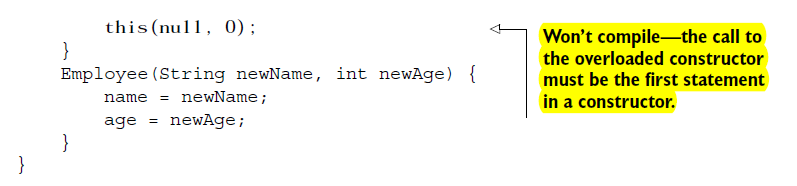 this(null, 0);
}
Employee(String newName, int newAge) {
name = newName;
age = newAge;
}
}
Won't compile—the call to
the overloaded constructor
must be the first statement
in a constructor.